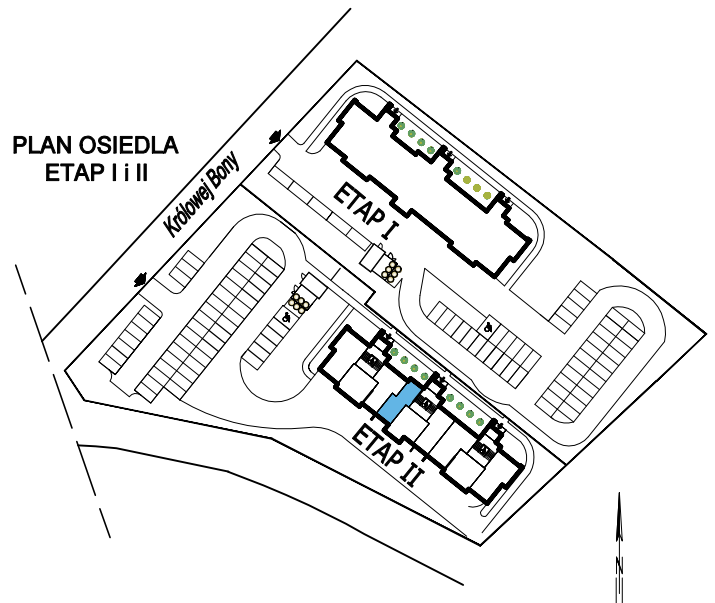 PLAN OSIEDLA
ETAP I i II
Królowej Bony
ETAP I
ETAP II
N